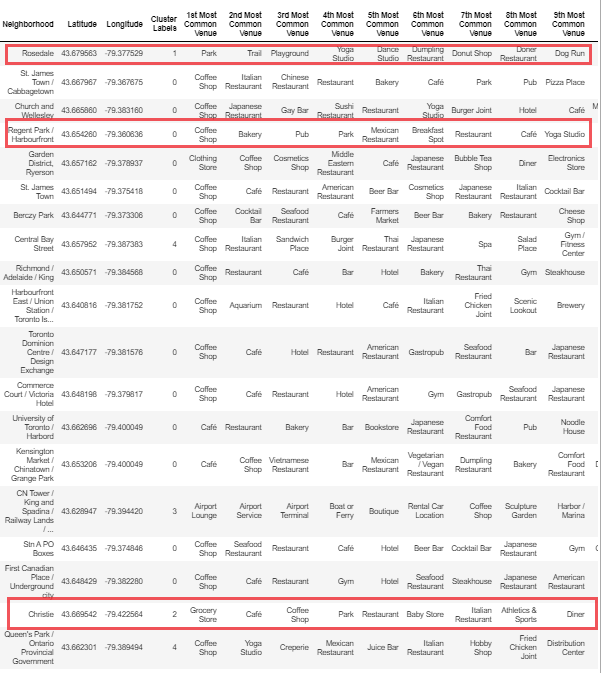 Neighborhood Latitude Longitude Cluster Labels 1st Most Common Venue 2nd Most Common Venue 3rd Most Common Venue 4th Most Common Venue 5th Most Common Venue 6th Most Common Venue 7th Most Common Venue 8th Most Common Venue 9th Most Common Venue
Rosedale 43.679563 -79.377529 1 Park Trail Playground Yoga Studio Dance Studio Dumpling Restaurant Donut Shop Doner Restaurant Dog Run
St. James Town / Cabbagetown 43.667967 -79.367675 0 Coffee Shop Italian Restaurant Chinese Restaurant Restaurant Bakery Café Park Pub Pizza Place
Church and Wellesley 43.665860 -79.383160 0 Coffee Shop Japanese Restaurant Gay Bar Sushi Restaurant Restaurant Yoga Studio Burger Joint Hotel Café M
Regent Park / Harbourfront 43.654260 -79.360636 0 Coffee Shop Bakery Pub Park Mexican Restaurant Breakfast Spot Restaurant Café Yoga Studio
Garden District, Ryerson 43.657162 -79.378937 0 Clothing Store Coffee Shop Cosmetics Shop Middle Eastern Restaurant Café Japanese Restaurant Bubble Tea Shop Diner Electronics Store
St. James Town 43.651494 -79.375418 0 Coffee Shop Café Restaurant American Restaurant Beer Bar Cosmetics Shop Japanese Restaurant Italian Restaurant Cocktail Bar
Berczy Park 43.644771 -79.373306 0 Coffee Shop Cocktail Bar Seafood Restaurant Café Farmers Market Beer Bar Bakery Restaurant Cheese Shop
Central Bay Street 43.657952 -79.387383 4 Coffee Shop Italian Restaurant Sandwich Place Burger Joint Thai Restaurant Japanese Restaurant Spa Salad Place Gym / Fitness Center
Richmond / Adelaide / King 43.650571 -79.384568 0 Coffee Shop Restaurant Café Bar Hotel Bakery Thai Restaurant Gym Steakhouse
Harbourfront East / Union Station / Toronto Is... 43.640816 -79.381752 0 Coffee Shop Aquarium Restaurant Hotel Café Italian Restaurant Fried Chicken Joint Scenic Lookout Brewery
Toronto Dominion Centre / Design Exchange 43.647177 -79.381576 0 Coffee Shop Café Hotel Restaurant American Restaurant Gastropub Seafood Restaurant Bar Japanese Restaurant
Commerce Court / Victoria Hotel 43.648198 -79.379817 0 Coffee Shop Café Restaurant Hotel American Restaurant Gym Gastropub Seafood Restaurant Japanese Restaurant
University of Toronto / Harbord 43.662696 -79.400049 0 Café Restaurant Bakery Bar Bookstore Japanese Restaurant Comfort Food Restaurant Pub Noodle House
Kensington Market / Chinatown / Grange Park 43.653206 -79.400049 0 Café Coffee Shop Vietnamese Restaurant Bar Mexican Restaurant Vegetarian / Vegan Restaurant Dumpling Restaurant Bakery Comfort Food Restaurant
CN Tower / King and Spadina / Railway Lands / ... 43.628947 -79.394420 3 Airport Lounge Airport Service Airport Terminal Boat or Ferry Boutique Rental Car Location Coffee Shop Sculpture Garden Harbor / Marina
Stn A PO Boxes 43.646435 -79.374846 0 Coffee Shop Seafood Restaurant Restaurant Café Hotel Beer Bar Cocktail Bar Japanese Restaurant Gym
First Canadian Place / Underground city 43.648429 -79.382280 0 Coffee Shop Café Restaurant Gym Hotel Seafood Restaurant Steakhouse Japanese Restaurant American Restaurant
Christie 43.669542 -79.422564 2 Grocery Store Café Coffee Shop Park Restaurant Baby Store Italian Restaurant Athletics & Sports Diner
Queen's Park / Ontario Provincial Government 43.662301 -79.389494 4 Coffee Shop Yoga Studio Creperie Mexican Restaurant Juice Bar Italian Restaurant Hobby Shop Fried Chicken Joint Distribution Center